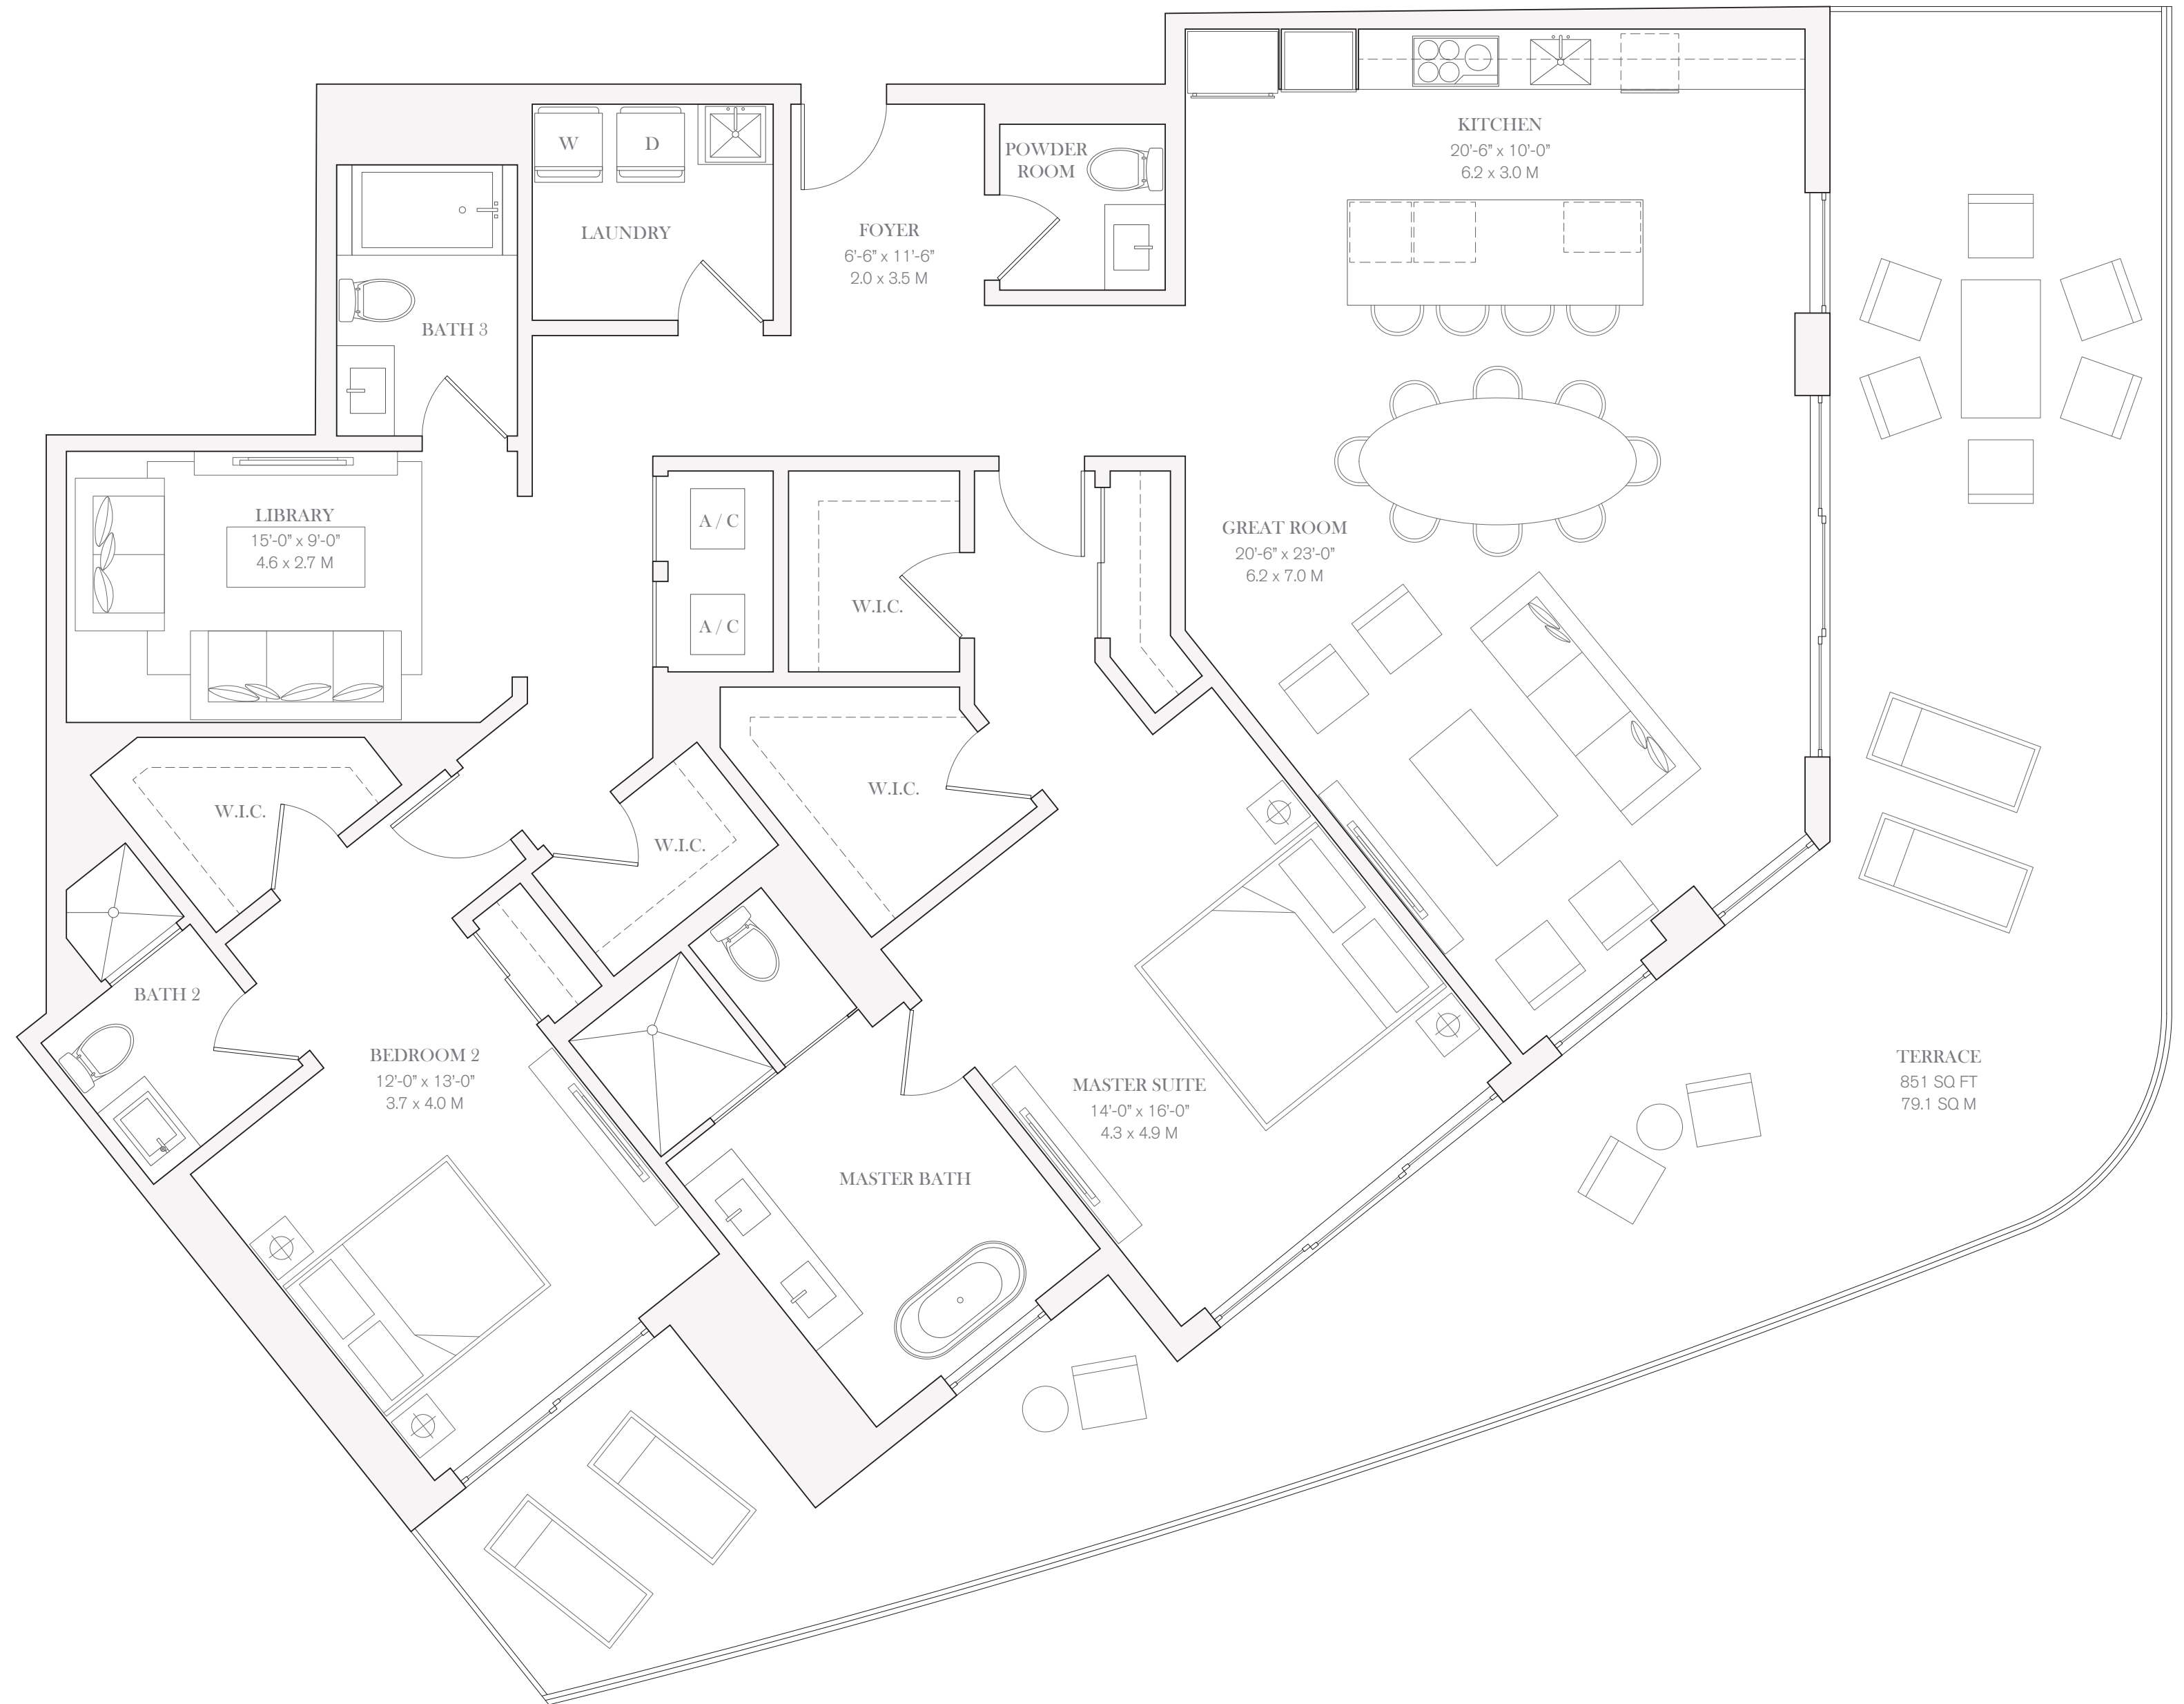 KITCHEN
20'-6" x 10'-0"
6.2 x 3.0 M
W
D
POWDER
ROOM
LAUNDRY
FOYER
6'-6" x 11'-6"
2.0 x 3.5 M
BATH 3
LIBRARY
15'-0" x 9'-0"
4.6 x 2.7 M
A / C
A / C
W.I.C.
GREAT ROOM
20'-6" x 23'-0"
6.2 x 7.0 M
W.I.C.
W.I.C.
W.I.C.
BATH 2
BEDROOM 2
12'-0" x 13'-0"
3.7 x 4.0 M
MASTER SUITE
14'-0" x 16'-0"
4.3 x 4.9 M
TERRACE
851 SQ FT
79.1 SQ M
MASTER BATH